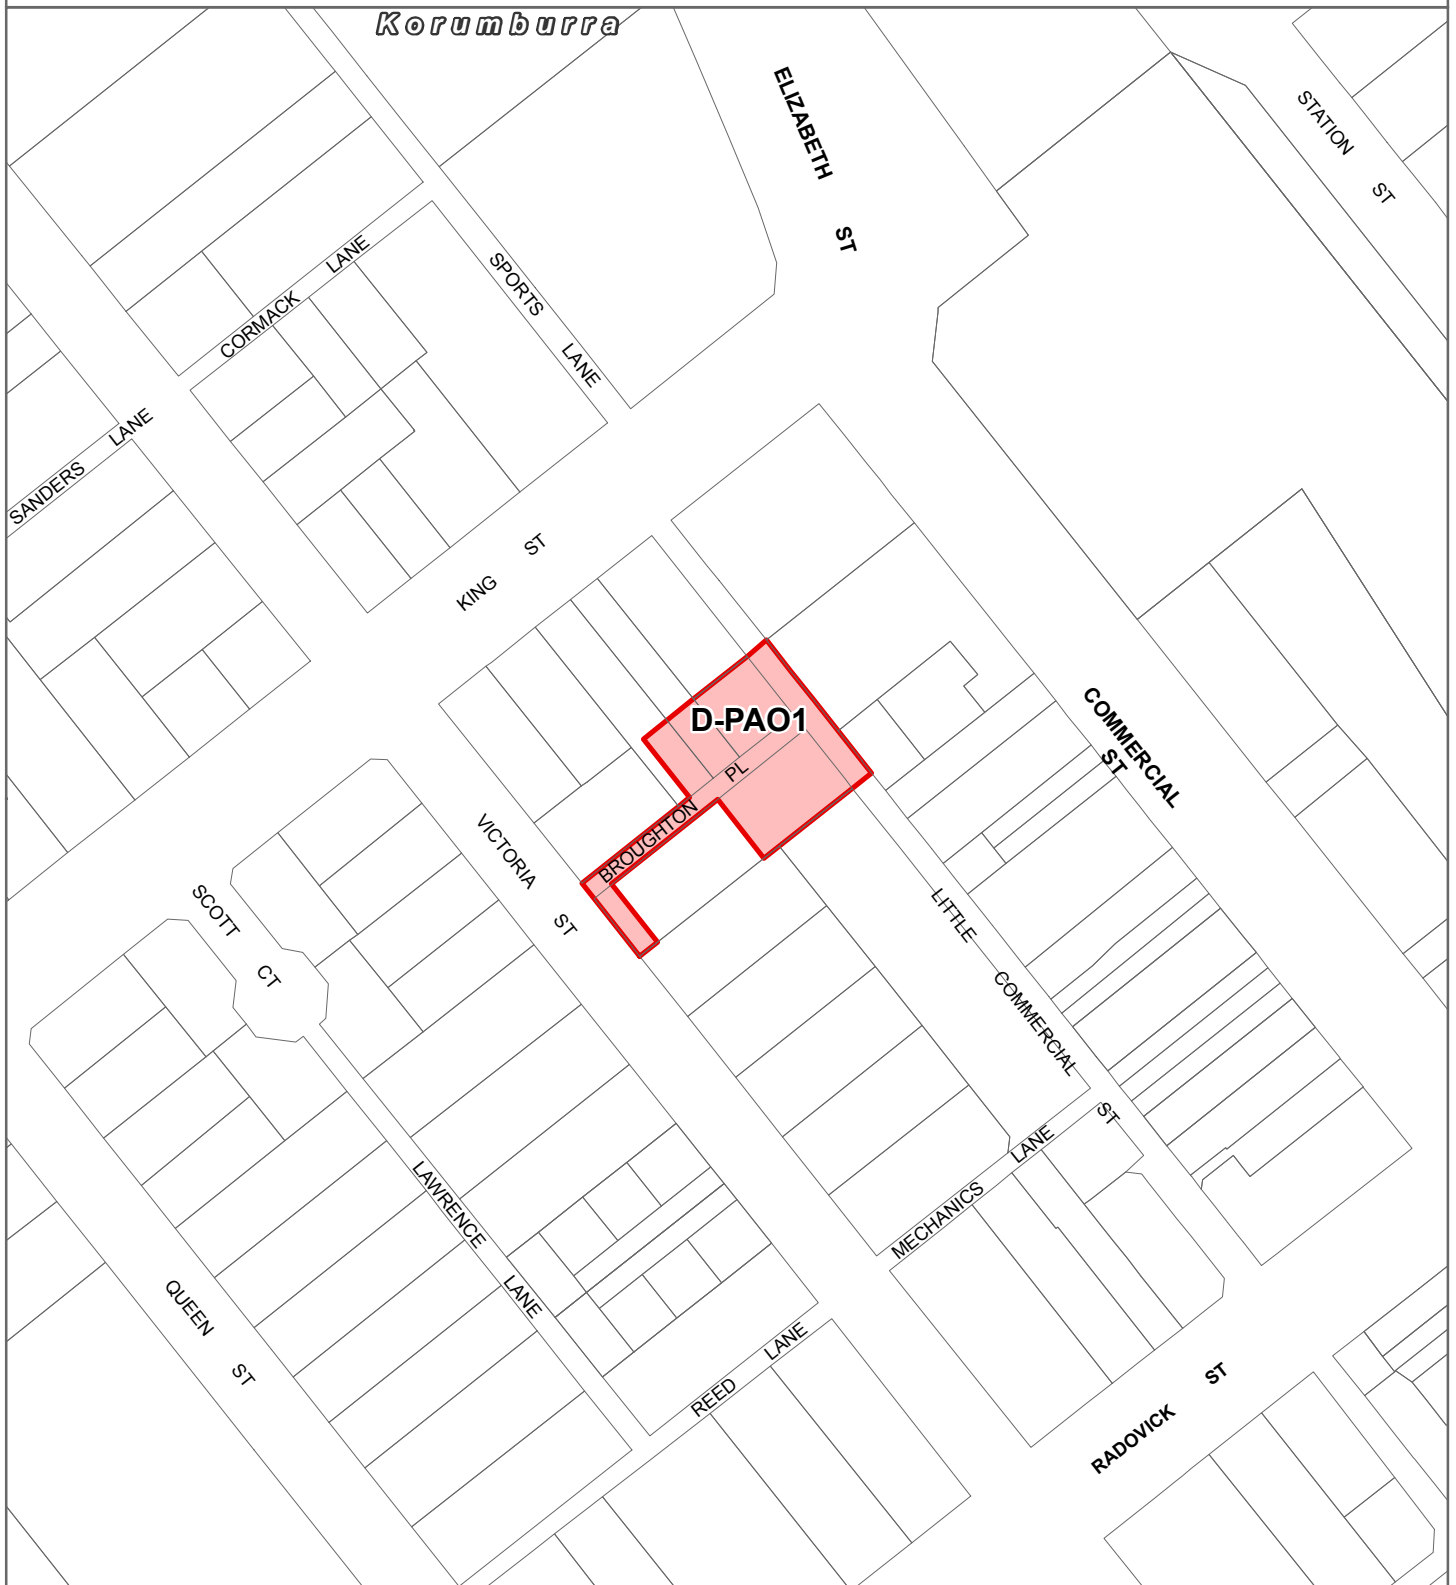 Korumburra
ELIZABETH ST
STATION ST
CORMACK LANE
SPORTS LANE
SANDERS LANE
KING ST
D-PAO1
BROUGHTON PL
COMMERCIAL ST
VICTORIA ST
SCOTT CT
LITTLE COMMERCIAL ST
MECHANICS LANE
LAWRENCE LANE
QUEEN ST
REED LANE
RADOVICK ST